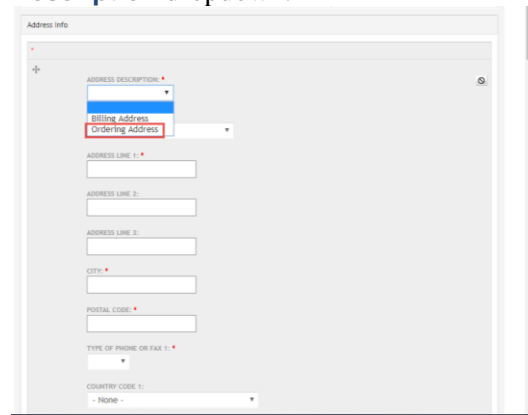 Address Info
*
ADDRESS DESCRIPTION: *
Billing Address
Ordering Address
ADDRESS LINE 1: *
ADDRESS LINE 2:
ADDRESS LINE 3:
CITY: *
POSTAL CODE: *
TYPE OF PHONE OR FAX 1: *
COUNTRY CODE 1:
- None -